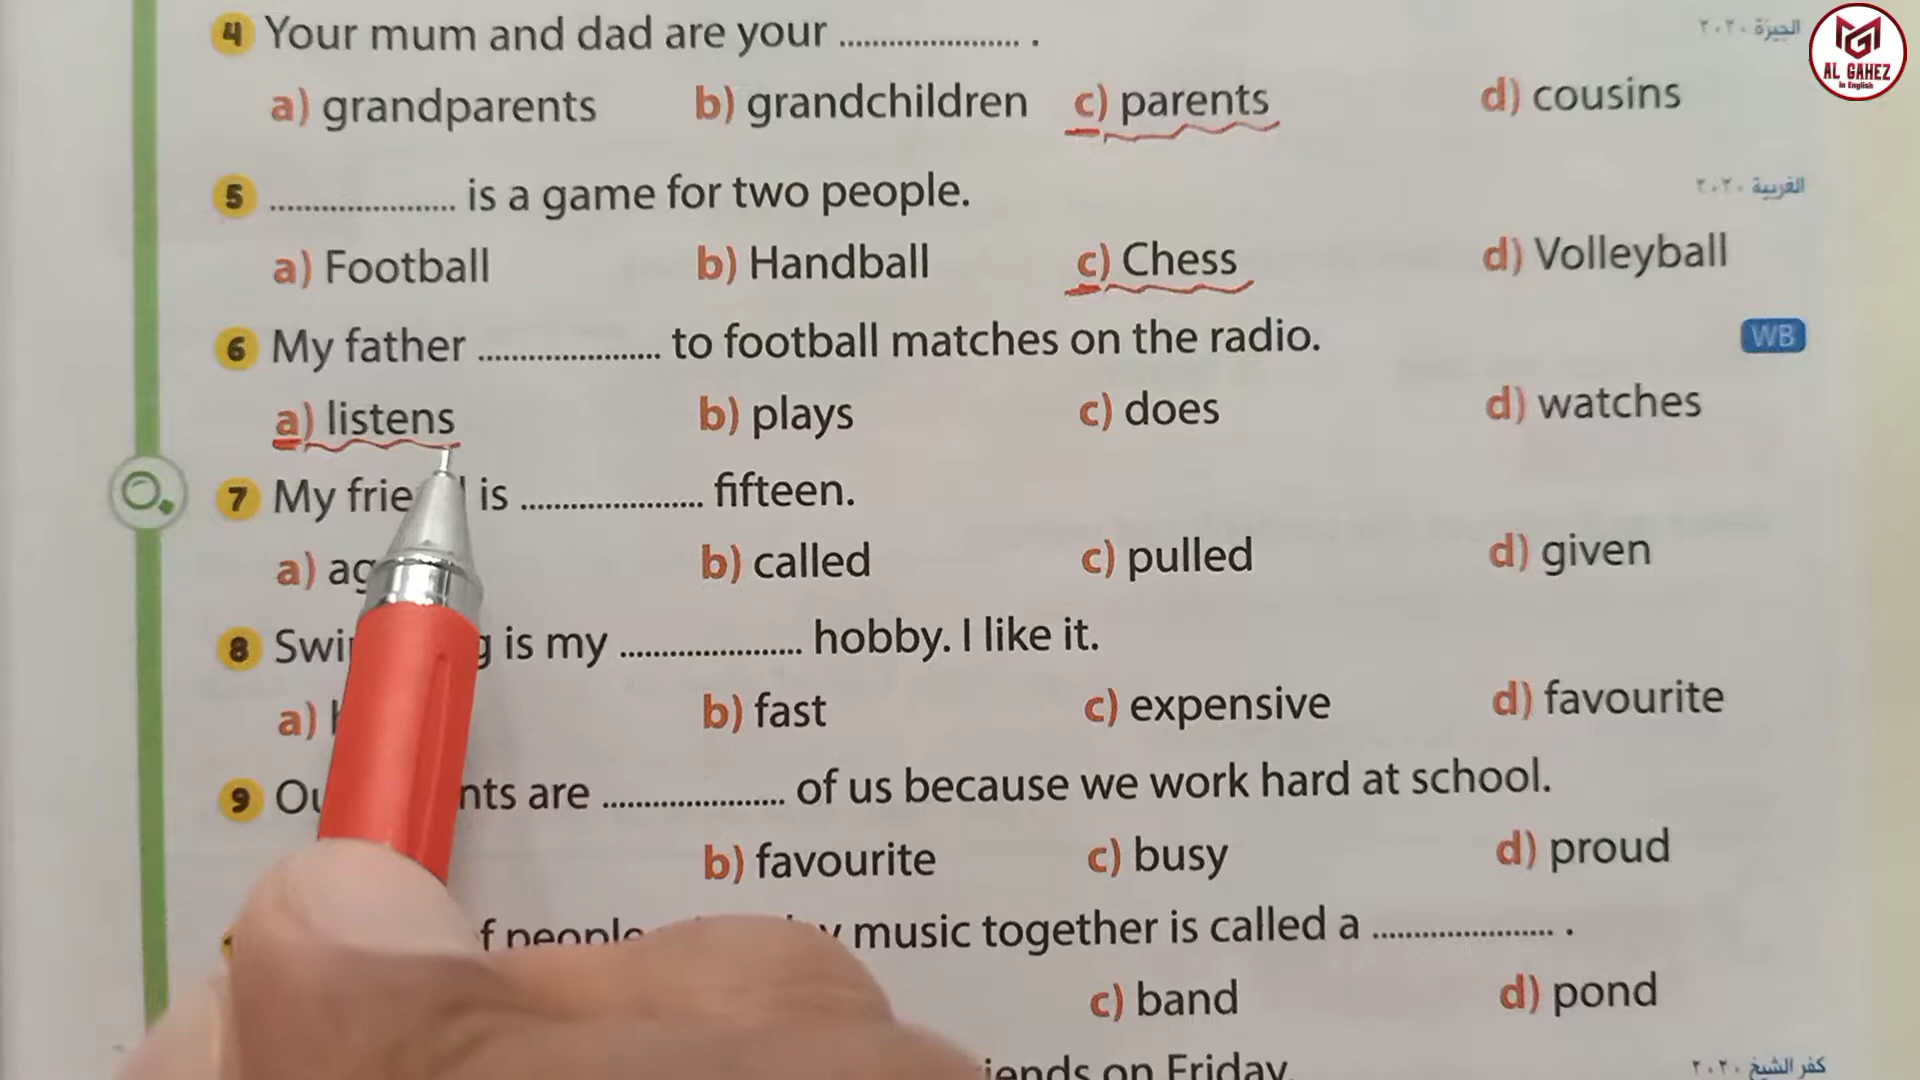 4 Your mum and dad are your ..................... . الجيزة ٢٠٢٠
a) grandparents b) grandchildren c) parents d) cousins
5 ..................... is a game for two people. الغربية ٢٠٢٠
a) Football b) Handball c) Chess d) Volleyball
6 My father ..................... to football matches on the radio. WB
a) listens b) plays c) does d) watches
7 My is ..................... fifteen.
a) b) called c) pulled d) given
8 is my ..................... hobby. I like it.
a) b) fast c) expensive d) favourite
9 are ..................... of us because we work hard at school.
b) favourite c) busy d) proud
people music together is called a ..................... .
c) band d) pond
on Friday. كفر الشيخ ٢٠٢٠
MG
AL GAHEZ
in English